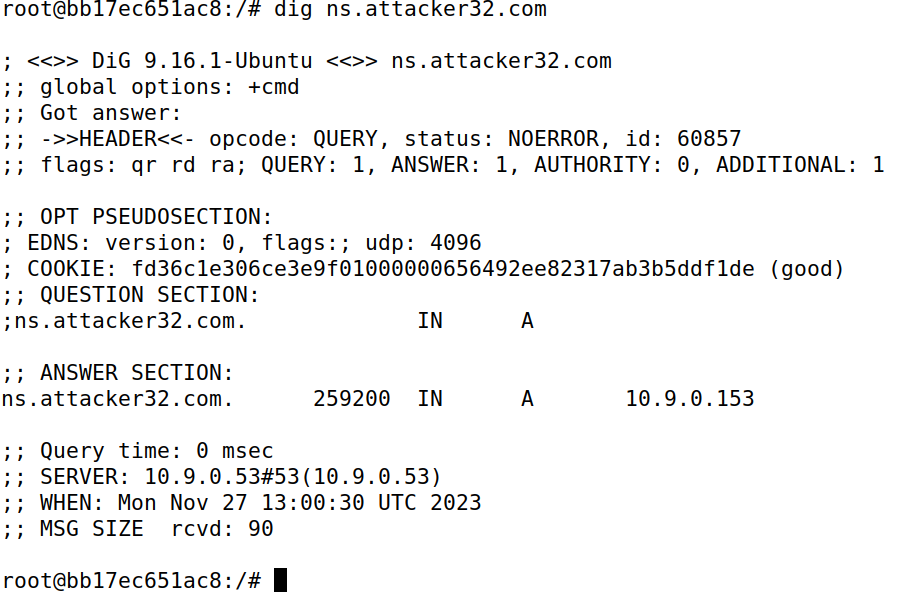 root@bb17ec651ac8:/# dig ns.attacker32.com
; <<>> DiG 9.16.1-Ubuntu <<>> ns.attacker32.com
;; global options: +cmd
;; Got answer:
;; ->>HEADER<<- opcode: QUERY, status: NOERROR, id: 60857
;; flags: qr rd ra; QUERY: 1, ANSWER: 1, AUTHORITY: 0, ADDITIONAL: 1
;; OPT PSEUDOSECTION:
; EDNS: version: 0, flags:; udp: 4096
; COOKIE: fd36c1e306ce3e9f01000000656492ee82317ab3b5ddf1de (good)
;; QUESTION SECTION:
;ns.attacker32.com. IN A
;; ANSWER SECTION:
ns.attacker32.com. 259200 IN A 10.9.0.153
;; Query time: 0 msec
;; SERVER: 10.9.0.53#53(10.9.0.53)
;; WHEN: Mon Nov 27 13:00:30 UTC 2023
;; MSG SIZE  rcvd: 90
root@bb17ec651ac8:/#